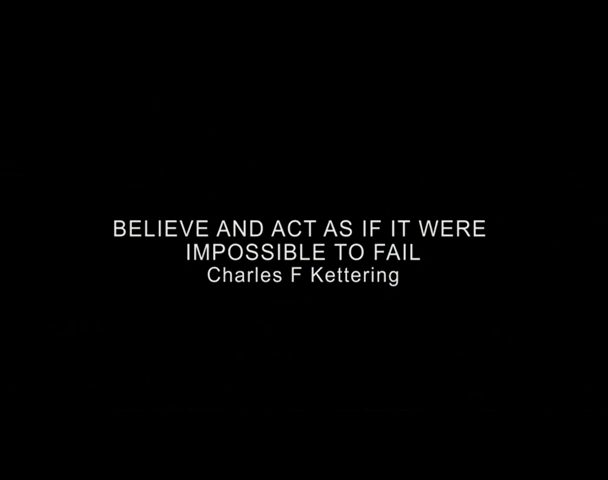 BELIEVE AND ACT AS IF IT WERE
IMPOSSIBLE TO FAIL
Charles F Kettering